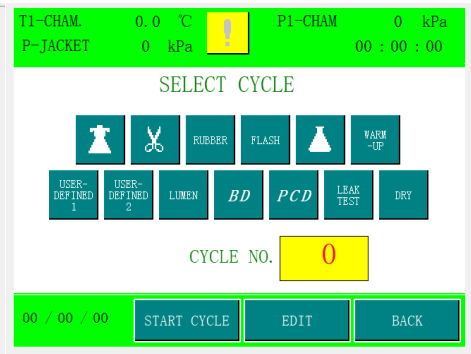 T1-CHAM. 0.0 ℃ P1-CHAM 0 kPa
P-JACKET 0 kPa 00 : 00 : 00
!
SELECT CYCLE
RUBBER FLASH WARM
-UP
USER-
DEFINED
1
USER-
DEFINED
2
LUMEN BD PCD LEAK
TEST
DRY
CYCLE NO. 0
00 / 00 / 00 START CYCLE EDIT BACK